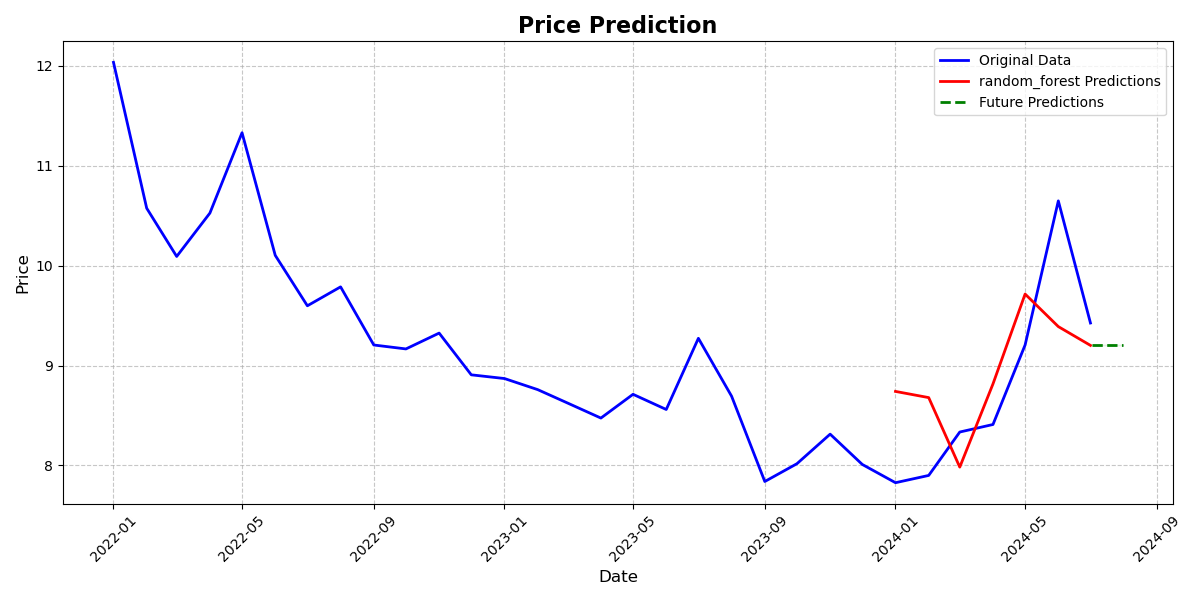 Price Prediction
Original Data
random_forest Predictions
Future Predictions
Price
12
11
10
9
8
2022-01
2022-05
2022-09
2023-01
2023-05
2023-09
2024-01
2024-05
2024-09
Date